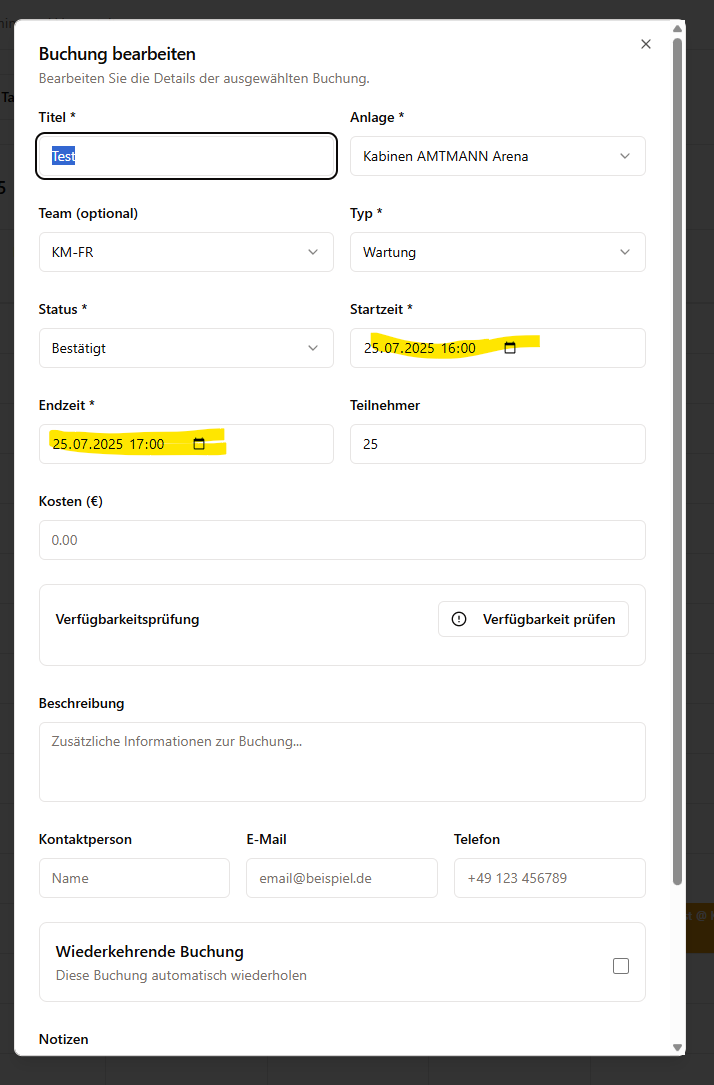 Buchung bearbeiten
Bearbeiten Sie die Details der ausgewählten Buchung.
Titel *
Anlage *
Test
Kabinen AMTMANN Arena
Team (optional)
Typ *
KM-FR
Wartung
Status *
Startzeit *
Bestätigt
25.07.2025 16:00
Endzeit *
Teilnehmer
25.07.2025 17:00
25
Kosten (€)
0.00
Verfügbarkeitsprüfung
Verfügbarkeit prüfen
Beschreibung
Zusätzliche Informationen zur Buchung...
Kontaktperson
E-Mail
Telefon
Name
email@beispiel.de
+49 123 456789
Wiederkehrende Buchung
Diese Buchung automatisch wiederholen
Notizen